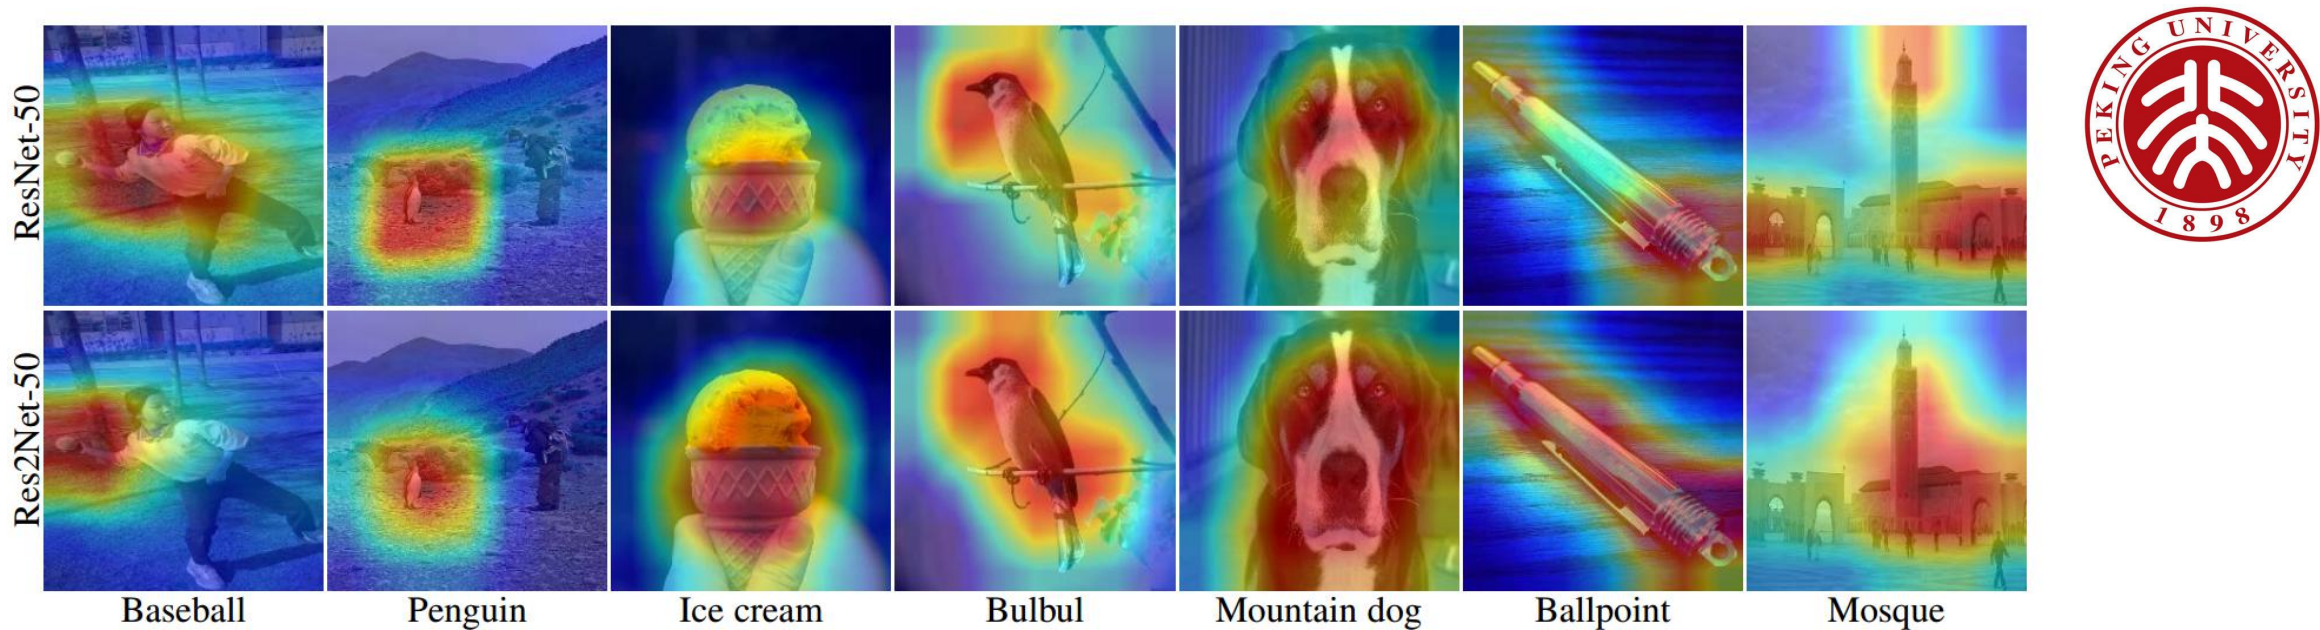 ResNet-50
Res2Net-50
Baseball
Penguin
Ice cream
Bulbul
Mountain dog
Ballpoint
Mosque
PEKING UNIVERSITY
1898